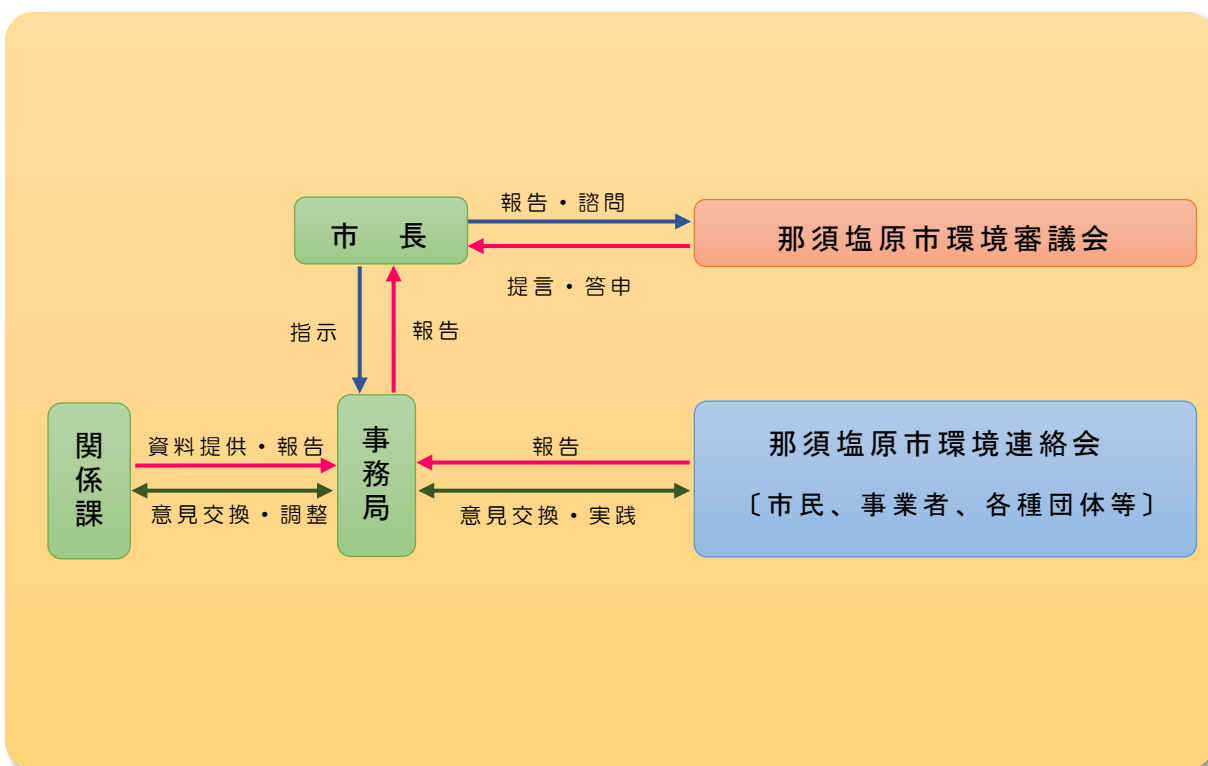 報告・諮問
市　長
那須塩原市環境審議会
提言・答申
指示
報告
関係課
資料提供・報告
意見交換・調整
事務局
報告
意見交換・実践
那須塩原市環境連絡会
〔市民、事業者、各種団体等〕